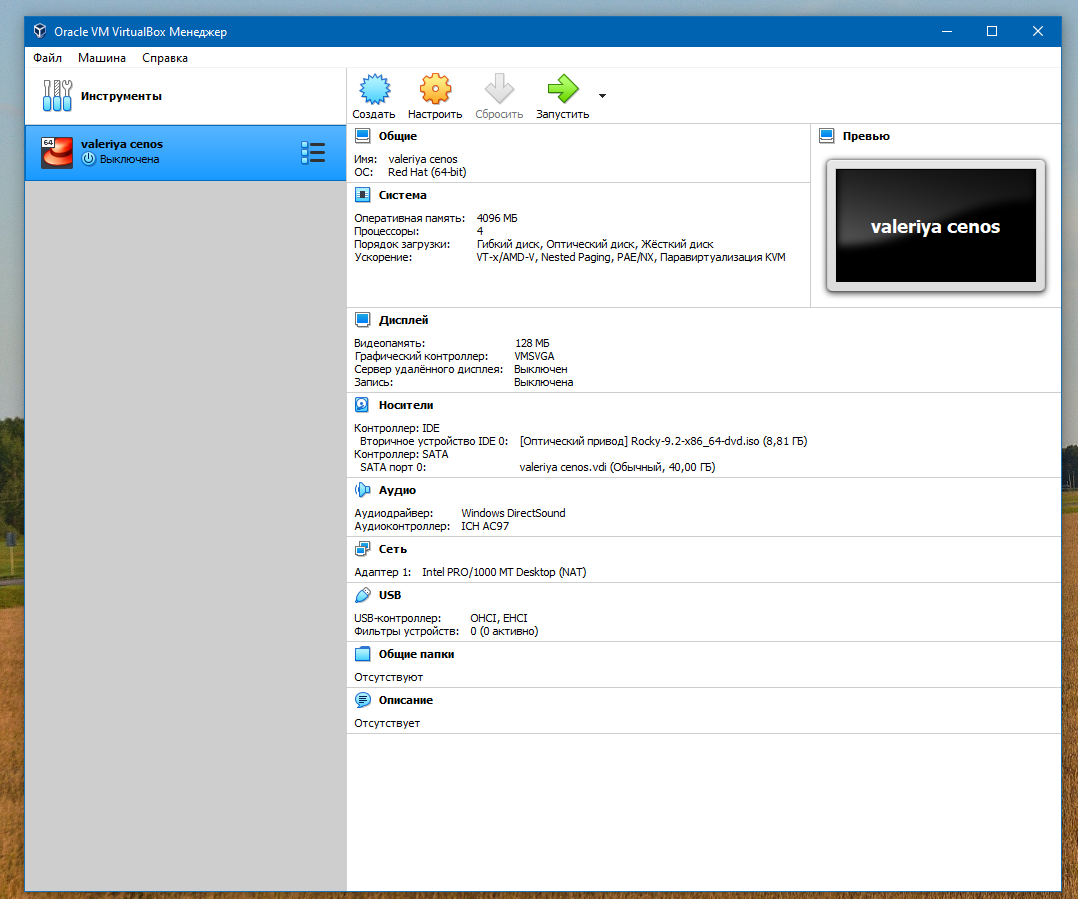 Oracle VM VirtualBox Менеджер
Файл Машина Справка
Инструменты
Создать Настроить Сбросить Запустить
64
valeriya cenos
Выключена
Общие
Имя: valeriya cenos
ОС: Red Hat (64-bit)
Превью
valeriya cenos
Система
Оперативная память: 4096 МБ
Процессоры: 4
Порядок загрузки: Гибкий диск, Оптический диск, Жёсткий диск
Ускорение: VT-x/AMD-V, Nested Paging, PAE/NX, Паравиртуализация KVM
Дисплей
Видеопамять: 128 МБ
Графический контроллер: VMSVGA
Сервер удалённого дисплея: Выключен
Запись: Выключена
Носители
Контроллер: IDE
Вторичное устройство IDE 0: [Оптический привод] Rocky-9.2-x86_64-dvd.iso (8,81 ГБ)
Контроллер: SATA
SATA порт 0: valeriya cenos.vdi (Обычный, 40,00 ГБ)
Аудио
Аудиодрайвер: Windows DirectSound
Аудиоконтроллер: ICH AC97
Сеть
Адаптер 1: Intel PRO/1000 MT Desktop (NAT)
USB
USB-контроллер: OHCI, EHCI
Фильтры устройств: 0 (0 активно)
Общие папки
Отсутствуют
Описание
Отсутствует